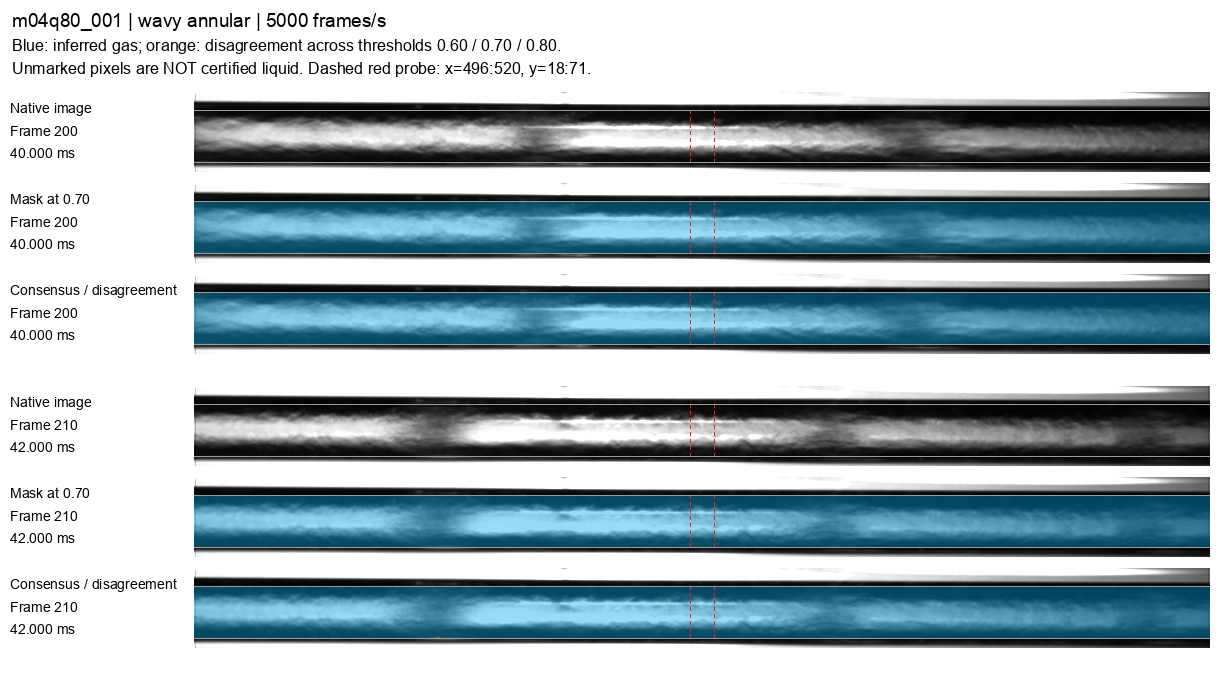 m04q80_001 | wavy annular | 5000 frames/s
Blue: inferred gas; orange: disagreement across thresholds 0.60 / 0.70 / 0.80.
Unmarked pixels are NOT certified liquid. Dashed red probe: x=496:520, y=18:71.
Native image
Frame 200
40.000 ms
Mask at 0.70
Frame 200
40.000 ms
Consensus / disagreement
Frame 200
40.000 ms
Native image
Frame 210
42.000 ms
Mask at 0.70
Frame 210
42.000 ms
Consensus / disagreement
Frame 210
42.000 ms